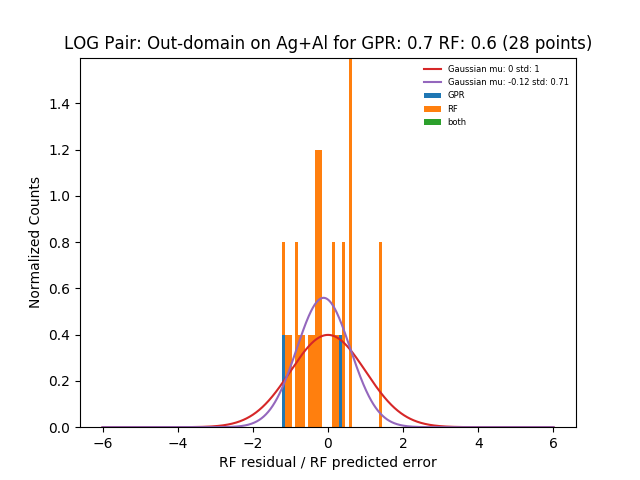 LOG Pair: Out-domain on Ag+Al for GPR: 0.7 RF: 0.6 (28 points)
Gaussian mu: 0 std: 1
Gaussian mu: -0.12 std: 0.71
GPR
RF
both
Normalized Counts
1.4
1.2
1.0
0.8
0.6
0.4
0.2
0.0
−6 −4 −2 0 2 4 6
RF residual / RF predicted error